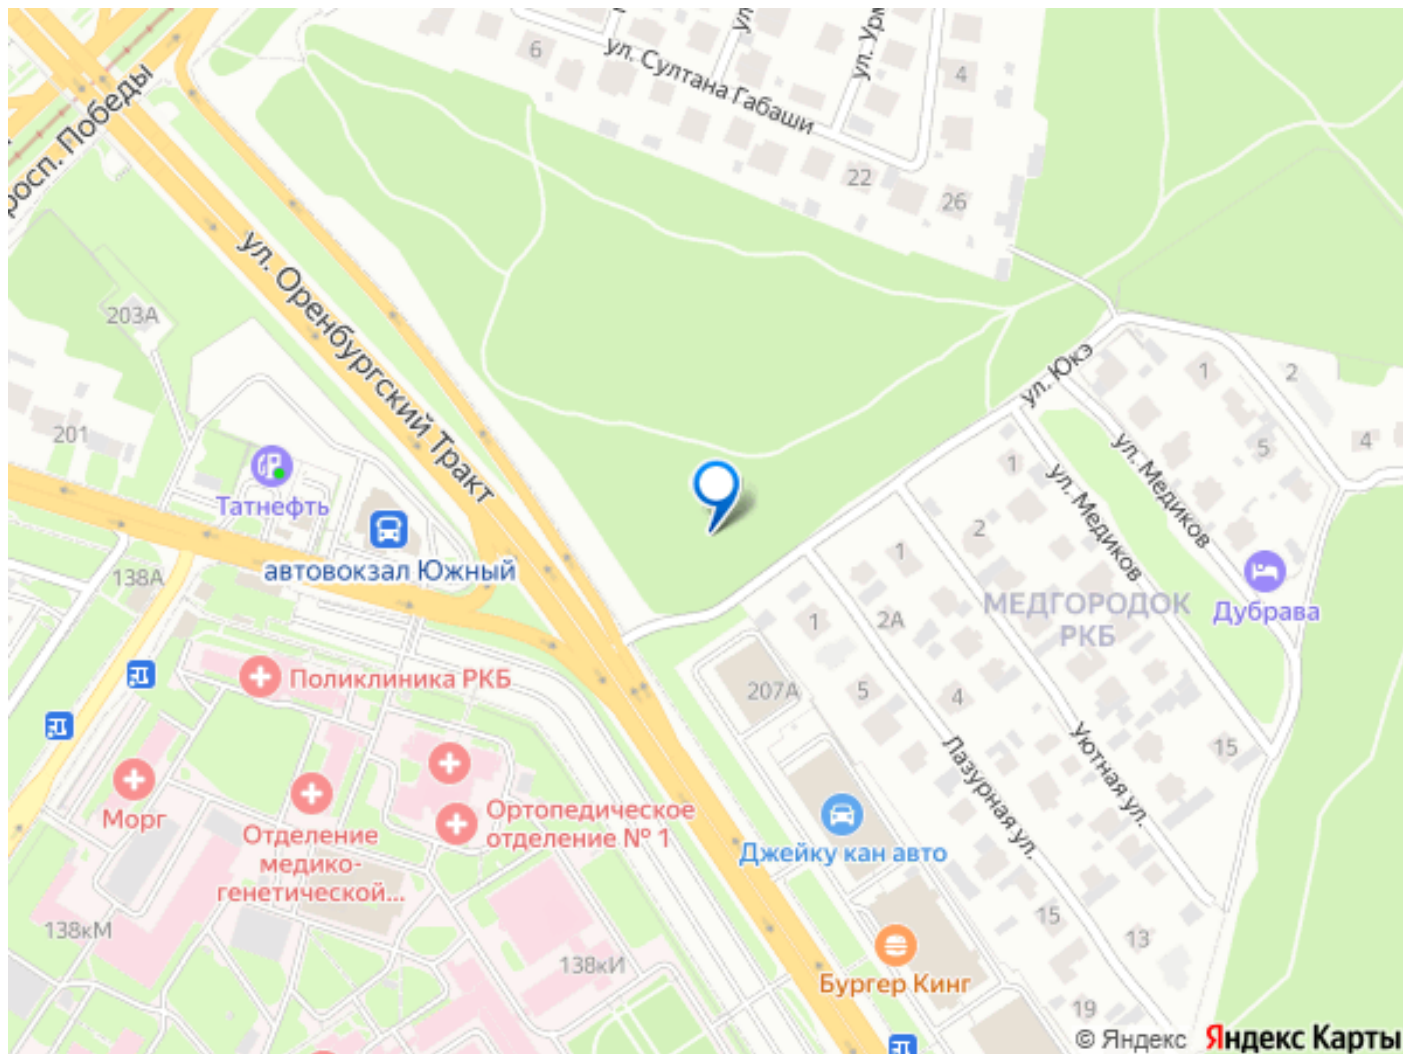 6
ул. Султана Габаши
4
22
26
росп. Победы
ул. Оренбургский Тракт
203А
201
Татнефть
автовокзал Южный
138А
ул. Юкэ
1
2
5
4
ул. Медиков
1
ул. Медиков
2
1
МЕДГОРОДОК
РКБ
Дубрава
1
2А
5
4
207А
15
Уютная ул.
Лазурная ул.
Поликлиника РКБ
Морг
Отделение
медико-
генетической...
Ортопедическое
отделение № 1
Джейку кан авто
15
13
19
Бургер Кинг
138кМ
138кИ
© Яндекс Яндекс Карты